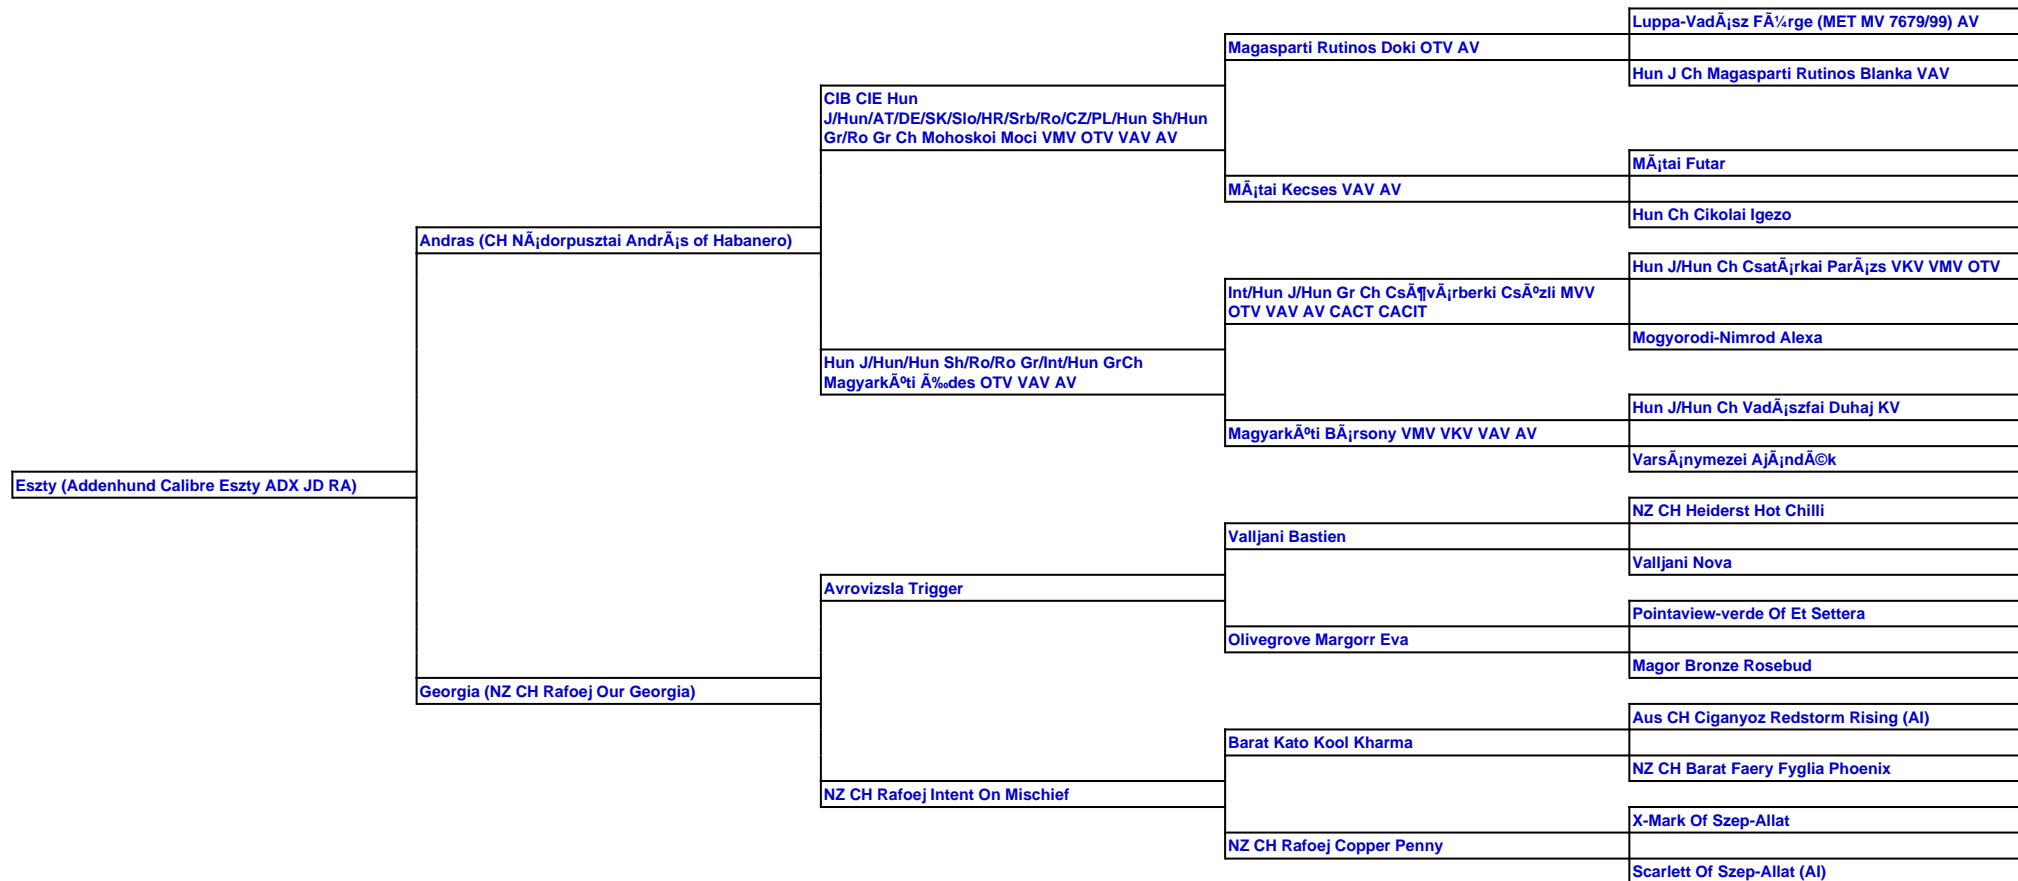 Luppa-VadÃ¡sz FÃ¼rge (MET MV 7679/99) AV
Magasparti Rutinos Doki OTV AV
Hun J Ch Magasparti Rutinos Blanka VAV
CIB CIE Hun
J/Hun/AT/DE/SK/Slo/HR/Srb/Ro/CZ/PL/Hun Sh/Hun
Gr/Ro Gr Ch Mohoskoi Moci VMV OTV VAV AV
MÃ¡tai Futar
MÃ¡tai Kecses VAV AV
Hun Ch Cikolai Igezo
Andras (CH NÃ¡dorpusztai AndrÃ¡s of Habanero)
Hun J/Hun Ch CsatÃ¡rkai ParÃ¡zs VKV VMV OTV
Int/Hun J/Hun Gr Ch CsÃ¶vÃ¡rberki CsÃºzli MVV
OTV VAV AV CACT CACIT
Mogyorodi-Nimrod Alexa
Hun J/Hun/Hun Sh/Ro/Ro Gr/Int/Hun GrCh
MagyarkÃºti Ã‰des OTV VAV AV
Hun J/Hun Ch VadÃ¡szfai Duhaj KV
MagyarkÃºti BÃ¡rsony VMV VKV VAV AV
VarsÃ¡nymezei AjÃ¡ndÃ©k
Eszty (Addenhund Calibre Eszty ADX JD RA)
NZ CH Heiderst Hot Chilli
Valljani Bastien
Valljani Nova
Avrovizsla Trigger
Pointaview-verde Of Et Settera
Olivegrove Margorr Eva
Magor Bronze Rosebud
Georgia (NZ CH Rafoej Our Georgia)
Aus CH Ciganyoz Redstorm Rising (AI)
Barat Kato Kool Kharma
NZ CH Barat Faery Fyglia Phoenix
NZ CH Rafoej Intent On Mischief
X-Mark Of Szep-Allat
NZ CH Rafoej Copper Penny
Scarlett Of Szep-Allat (AI)